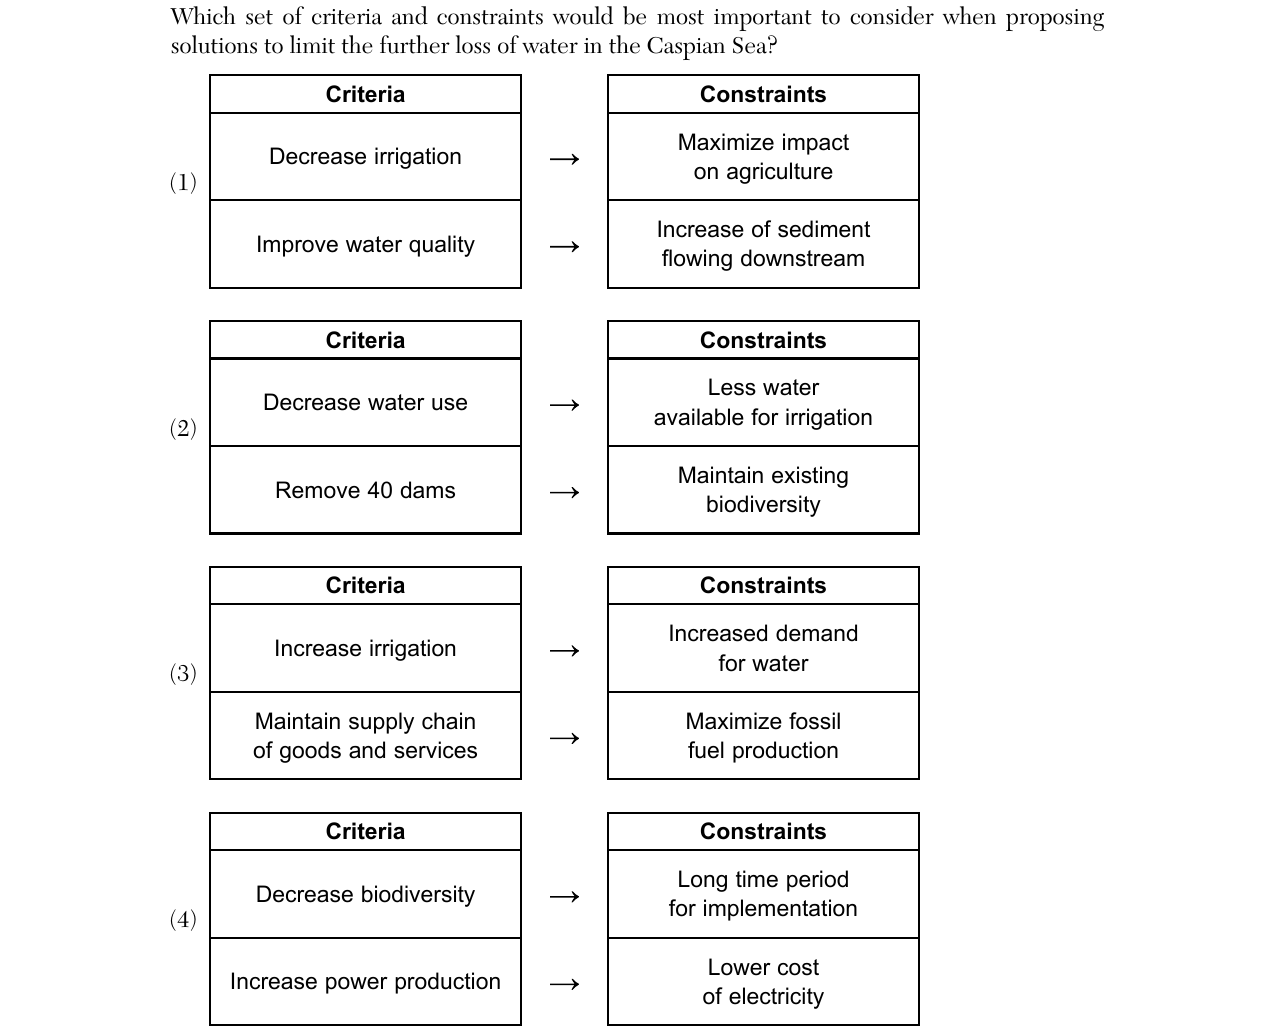 Which set of criteria and constraints would be most important to consider when proposing
solutions to limit the further loss of water in the Caspian Sea?
(1)
Criteria
Constraints
Decrease irrigation
→
Maximize impact
on agriculture
Improve water quality
→
Increase of sediment
flowing downstream
(2)
Criteria
Constraints
Decrease water use
→
Less water
available for irrigation
Remove 40 dams
→
Maintain existing
biodiversity
(3)
Criteria
Constraints
Increase irrigation
→
Increased demand
for water
Maintain supply chain
of goods and services
→
Maximize fossil
fuel production
(4)
Criteria
Constraints
Decrease biodiversity
→
Long time period
for implementation
Increase power production
→
Lower cost
of electricity